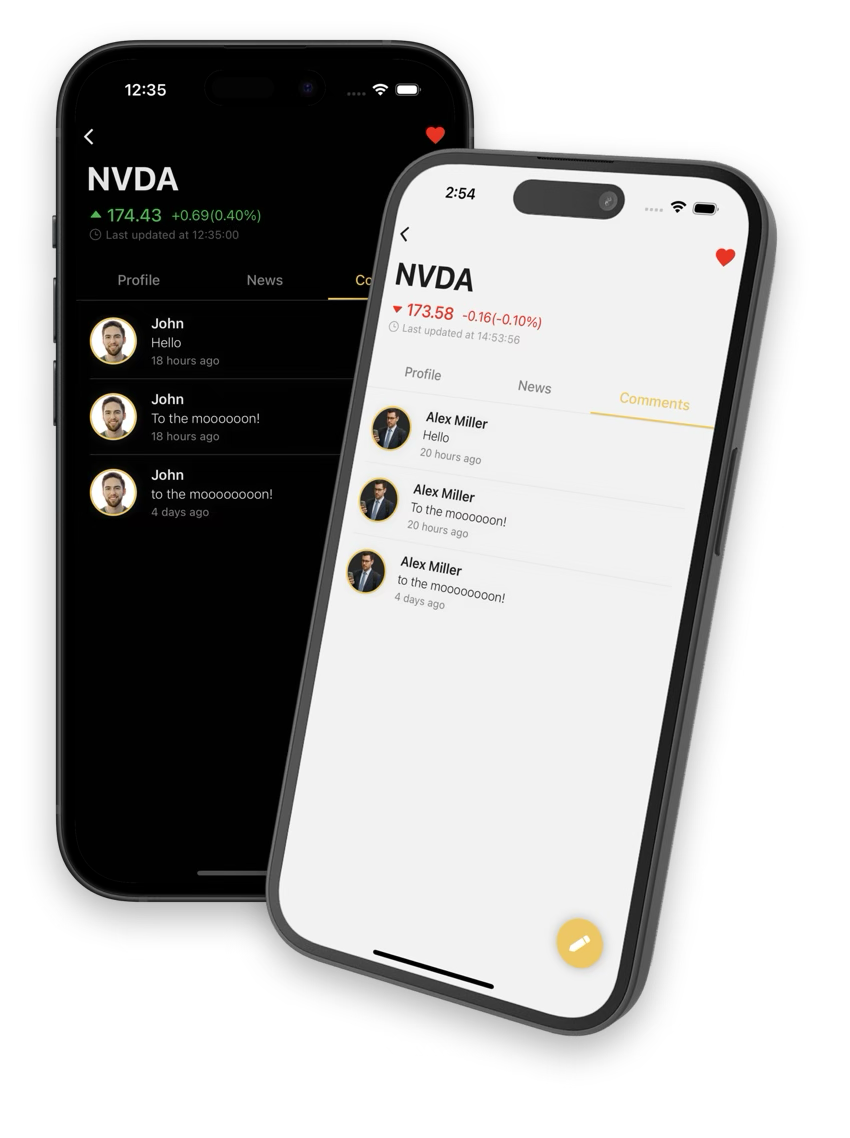 12:35
NVDA
174.43 +0.69(0.40%)
Last updated at 12:35:00
Profile News Co
John
Hello
18 hours ago
John
To the moooooon!
18 hours ago
John
to the moooooooon!
4 days ago
2:54
NVDA
173.58 -0.16(-0.10%)
Last updated at 14:53:56
Profile News Comments
Alex Miller
Hello
20 hours ago
Alex Miller
To the moooooon!
20 hours ago
Alex Miller
to the moooooooon!
4 days ago